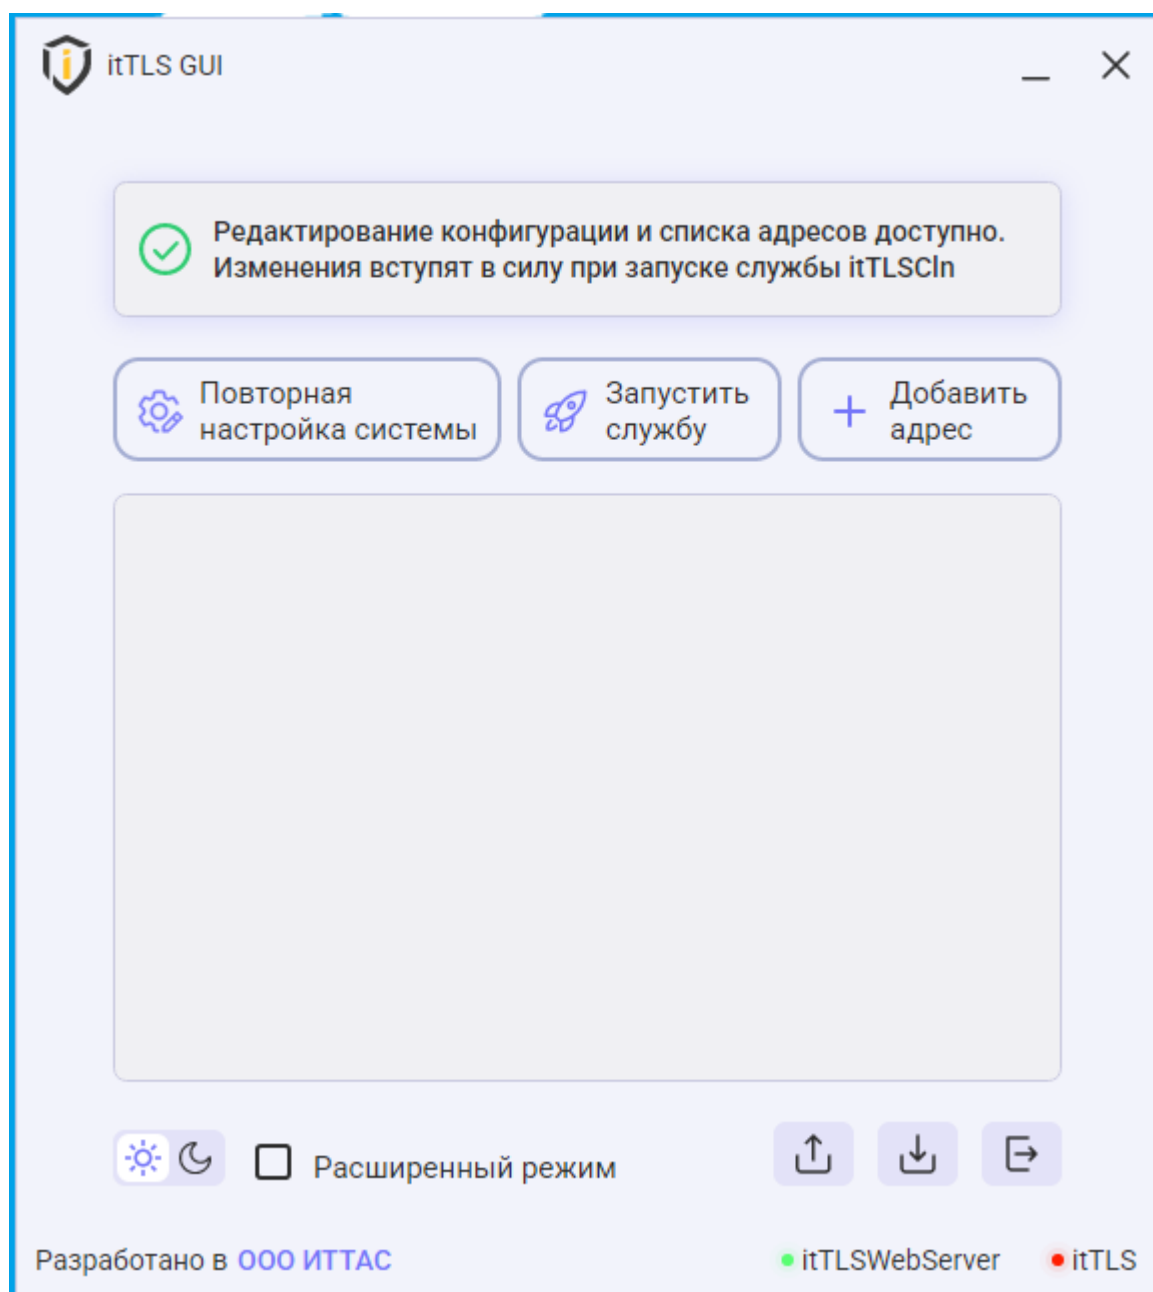 itTLS GUI
Редактирование конфигурации и списка адресов доступно.
Изменения вступят в силу при запуске службы itTLSCln
Повторная
настройка системы
Запустить
службу
Добавить
адрес
Расширенный режим
Разработано в ООО ИТТАС
itTLSWebServer
itTLS